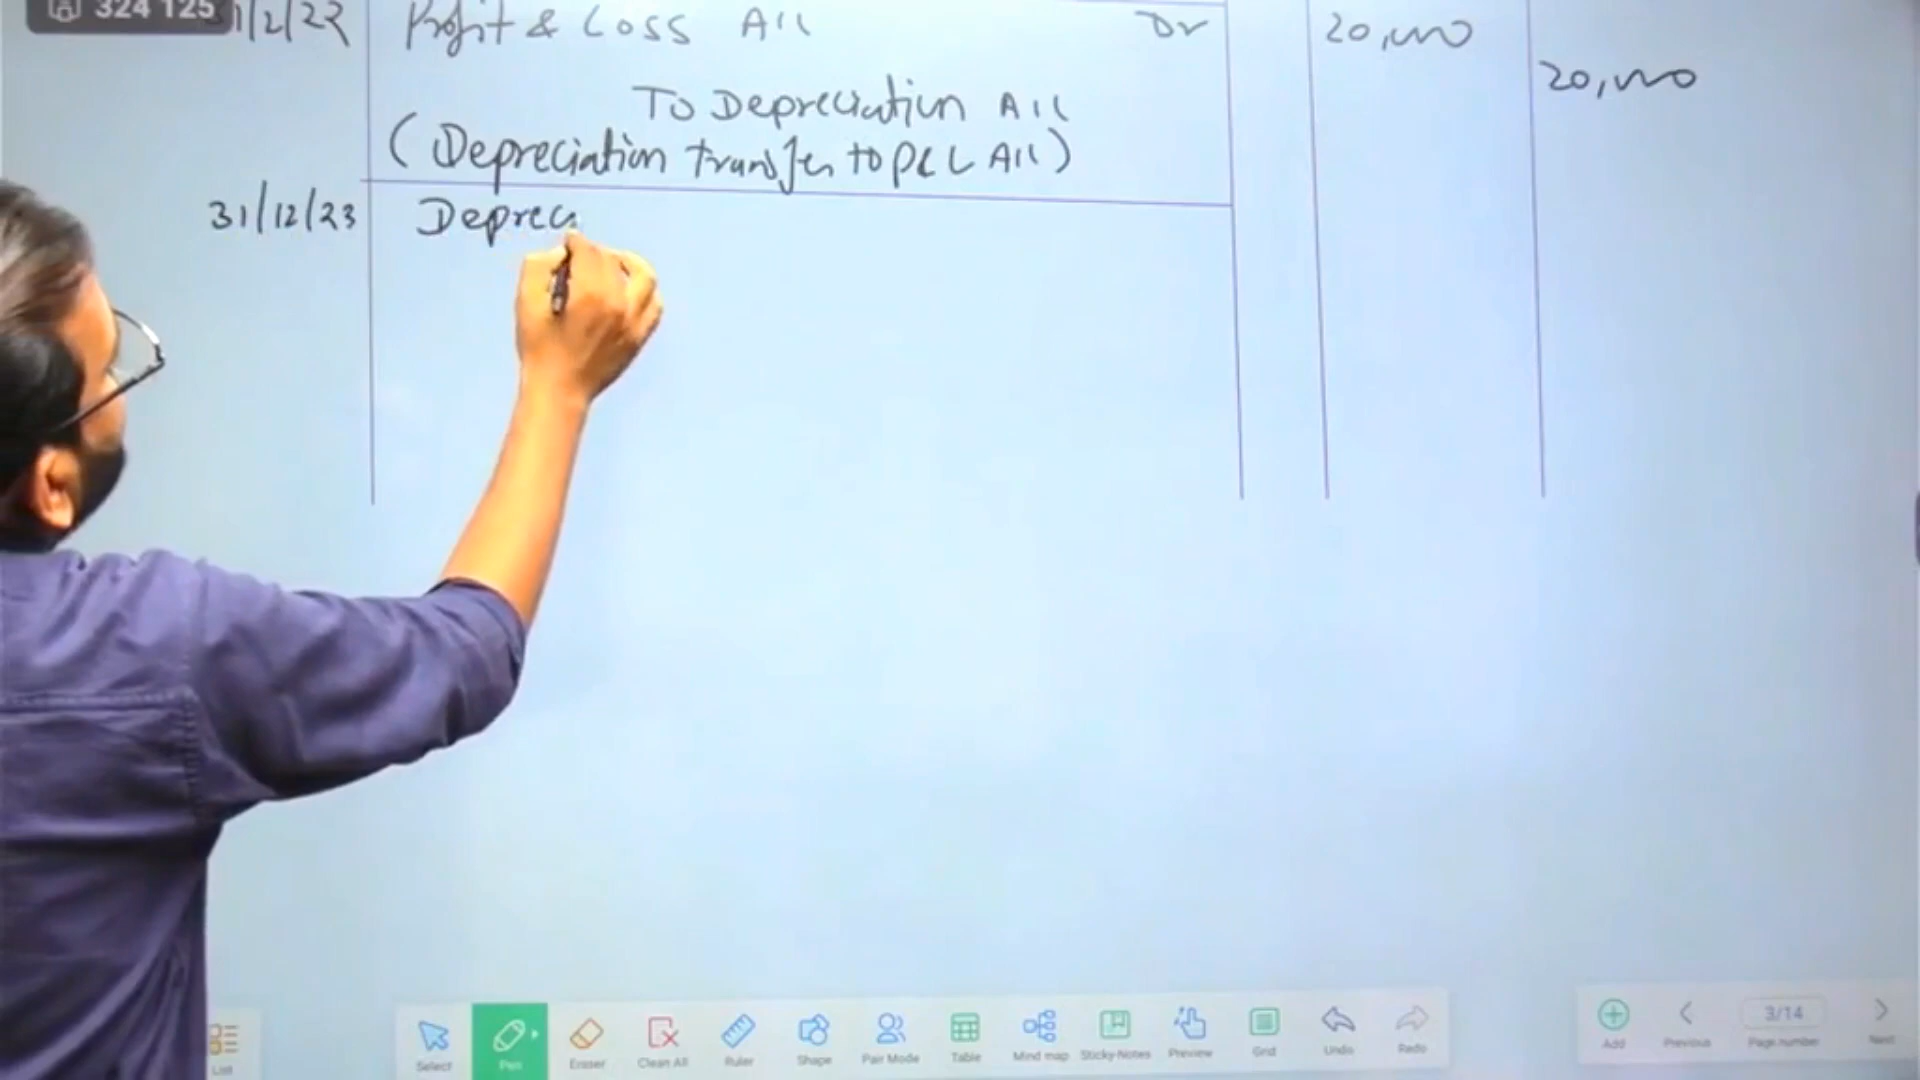 324 125
1/2/22 Profit & Loss A/c Dr 20,000
To Depreciation A/c 20,000
(Depreciation transfer to P&L A/c)
31/12/23 Deprec
List
Select
Pen
Eraser
Clean All
Ruler
Shape
Pair Mode
Table
Mind map
Sticky Notes
Preview
Grid
Undo
Redo
Add
Previous
3/14
Page number
Next